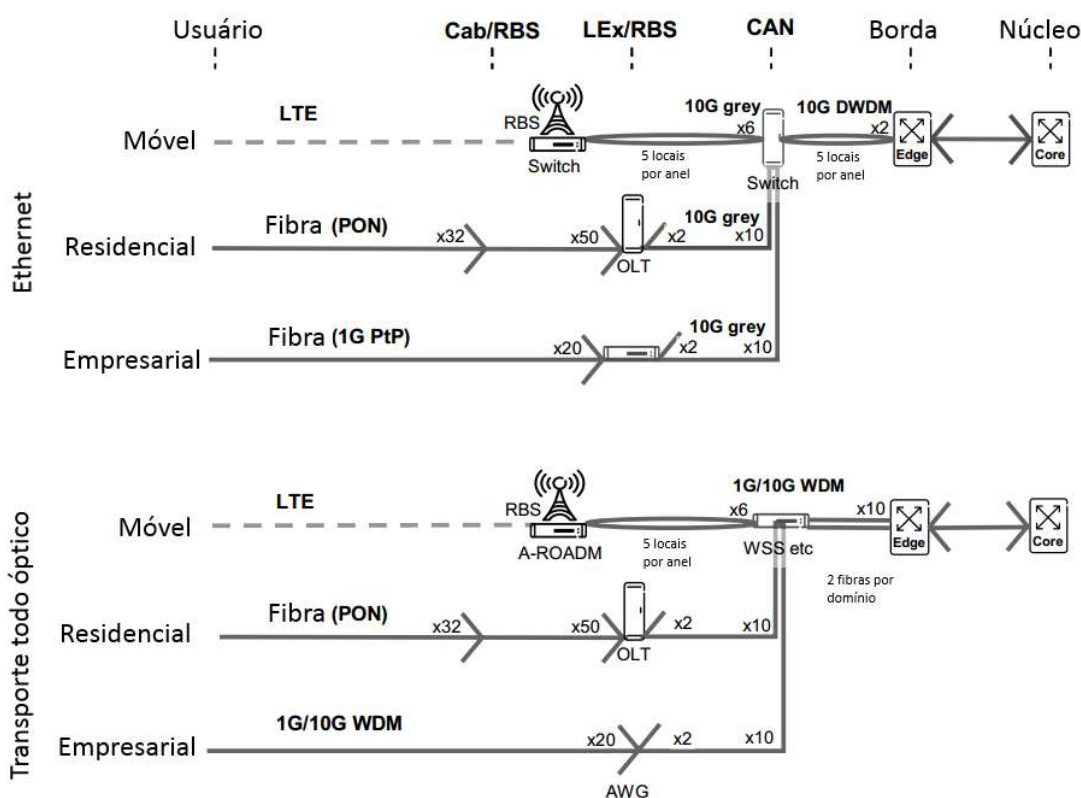 Usuário Cab/RBS LEx/RBS CAN Borda Núcleo
Ethernet
LTE
10G grey 10G DWDM
Móvel RBS x6 x2
Switch 5 locais por anel Switch 5 locais por anel Edge Core
Fibra (PON) 10G grey
Residencial x32 x50 x2 x10
OLT
Fibra (1G PtP) 10G grey
Empresarial x20 x2 x10
Transporte todo óptico
LTE 1G/10G WDM
Móvel RBS x6 x10
A-ROADM 5 locais por anel WSS etc Edge Core
2 fibras por
domínio
Fibra (PON)
Residencial x32 x50 x2 x10
OLT
1G/10G WDM
Empresarial x20 x2 x10
AWG